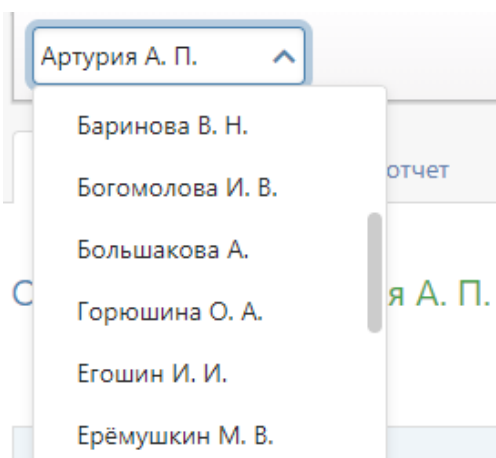 Артурия А. П.
Баринова В. Н.
отчет
Богомолова И. В.
Большакова А.
я А. П.
Горюшина О. А.
Егошин И. И.
Ерёмушкин М. В.